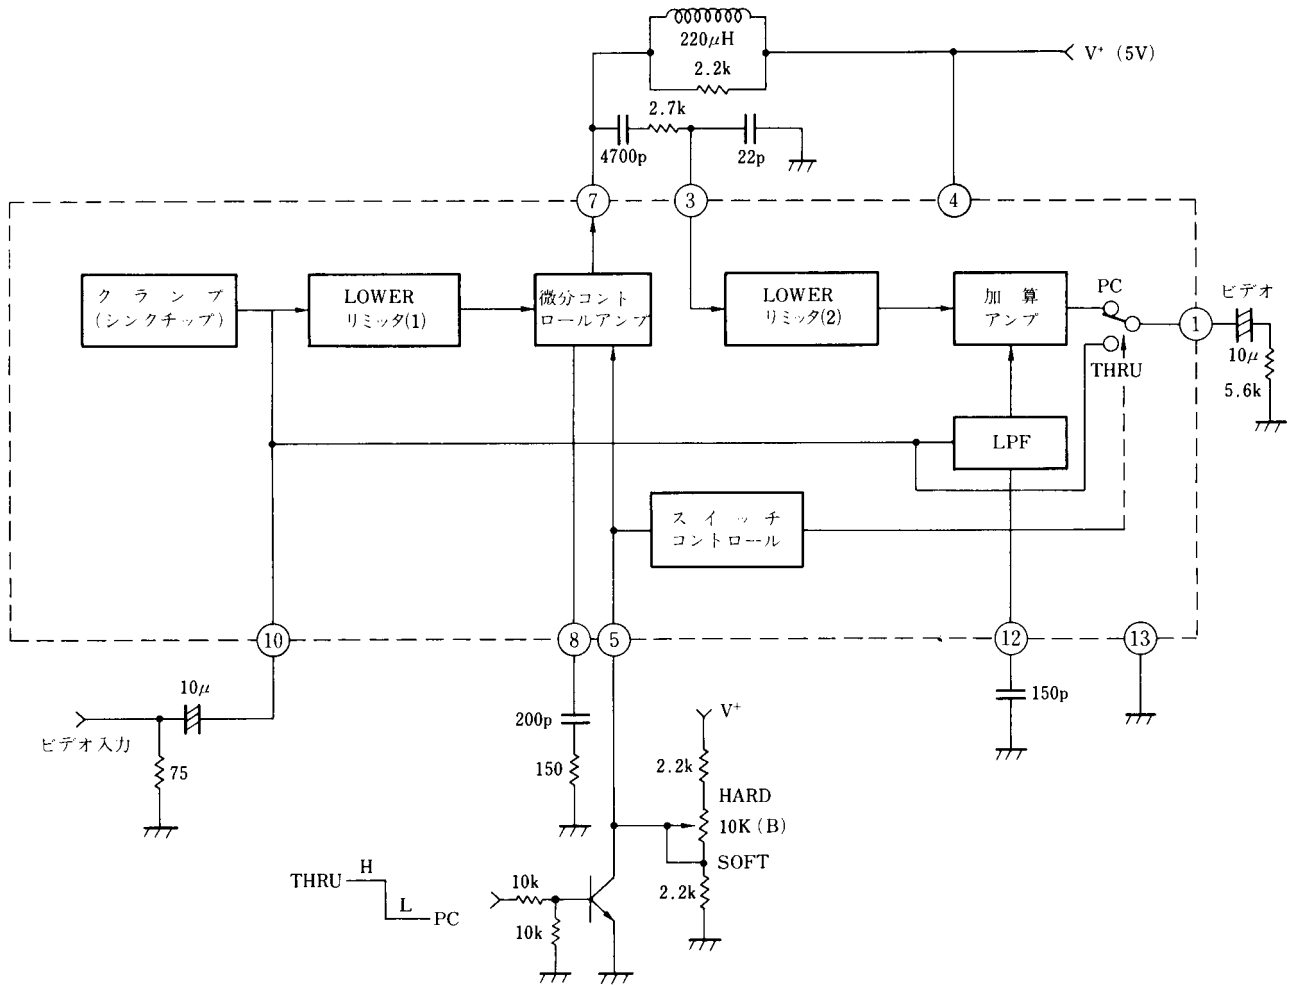 220μH
V⁺ (5V)
2.2k
2.7k
4700p
22p
7
3
4
クランプ
(シンクチップ)
LOWER
リミッタ(1)
微分コント
ロールアンプ
LOWER
リミッタ(2)
加算
アンプ
PC
THRU
1
ビデオ
10μ
5.6k
LPF
スイッチ
コントロール
10
8
5
12
13
10μ
ビデオ入力
75
200p
150
150p
V⁺
2.2k
HARD
10K (B)
SOFT
2.2k
THRU
H
L
PC
10k
10k